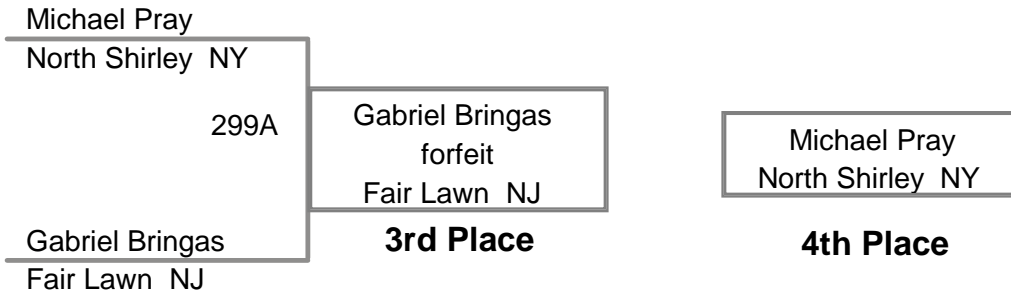 Michael Pray
North Shirley NY
299A
Gabriel Bringas
forfeit
Fair Lawn NJ
3rd Place
Gabriel Bringas
Fair Lawn NJ
Michael Pray
North Shirley NY
4th Place